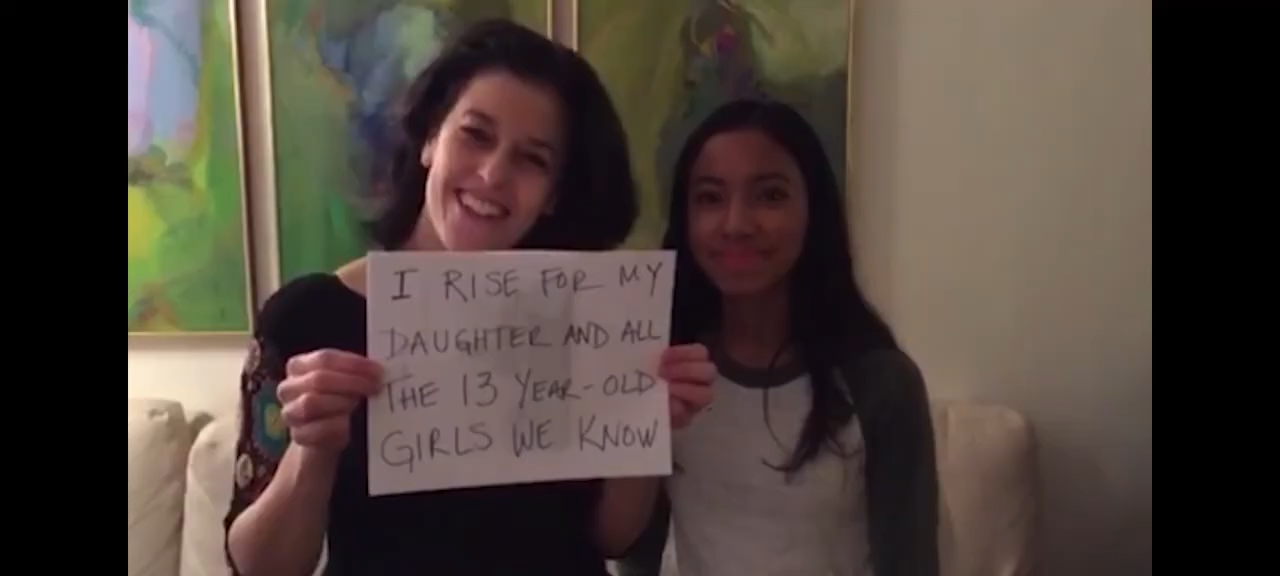 I RISE FOR MY
DAUGHTER AND ALL
THE 13 YEAR-OLD
GIRLS WE KNOW